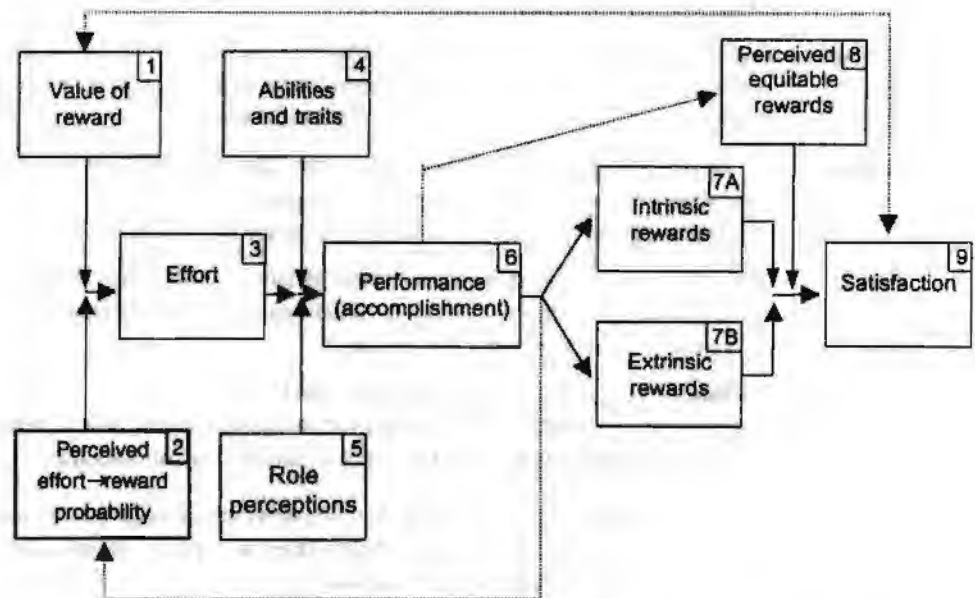 1
Value of
reward
4
Abilities
and traits
8
Perceived
equitable
rewards
7A
Intrinsic
rewards
3
Effort
6
Performance
(accomplishment)
9
Satisfaction
7B
Extrinsic
rewards
2
Perceived
effort→reward
probability
5
Role
perceptions